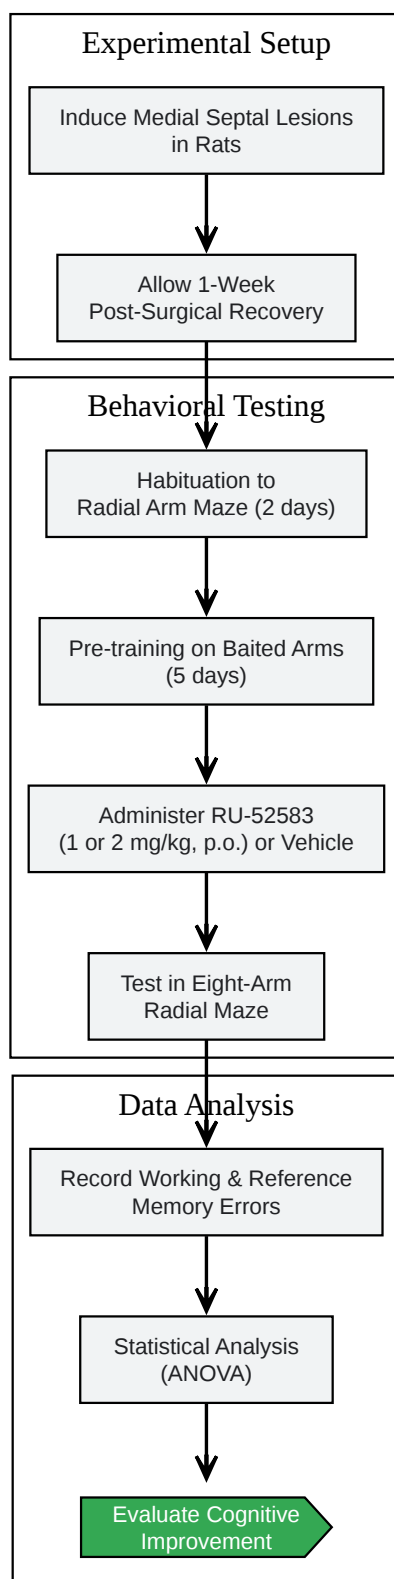 Experimental Setup
Induce Medial Septal Lesions
in Rats
Allow 1-Week
Post-Surgical Recovery
Behavioral Testing
Habituation to
Radial Arm Maze (2 days)
Pre-training on Baited Arms
(5 days)
Administer RU-52583
(1 or 2 mg/kg, p.o.) or Vehicle
Test in Eight-Arm
Radial Maze
Data Analysis
Record Working & Reference
Memory Errors
Statistical Analysis
(ANOVA)
Evaluate Cognitive
Improvement